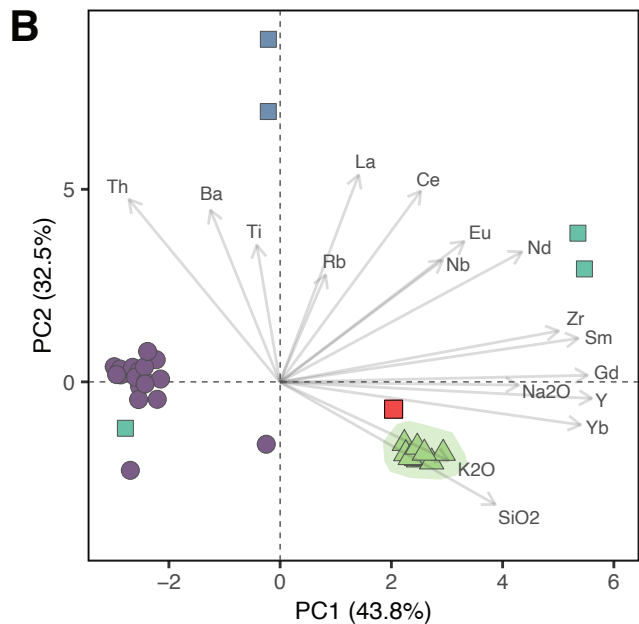 B
La
Ce
Th
Ba
5
Ti
Eu
Nd
Rb
Nb
Zr
Sm
Gd
0
Na2O
Y
Yb
K2O
SiO2
PC2 (32.5%)
−2
0
2
4
6
PC1 (43.8%)